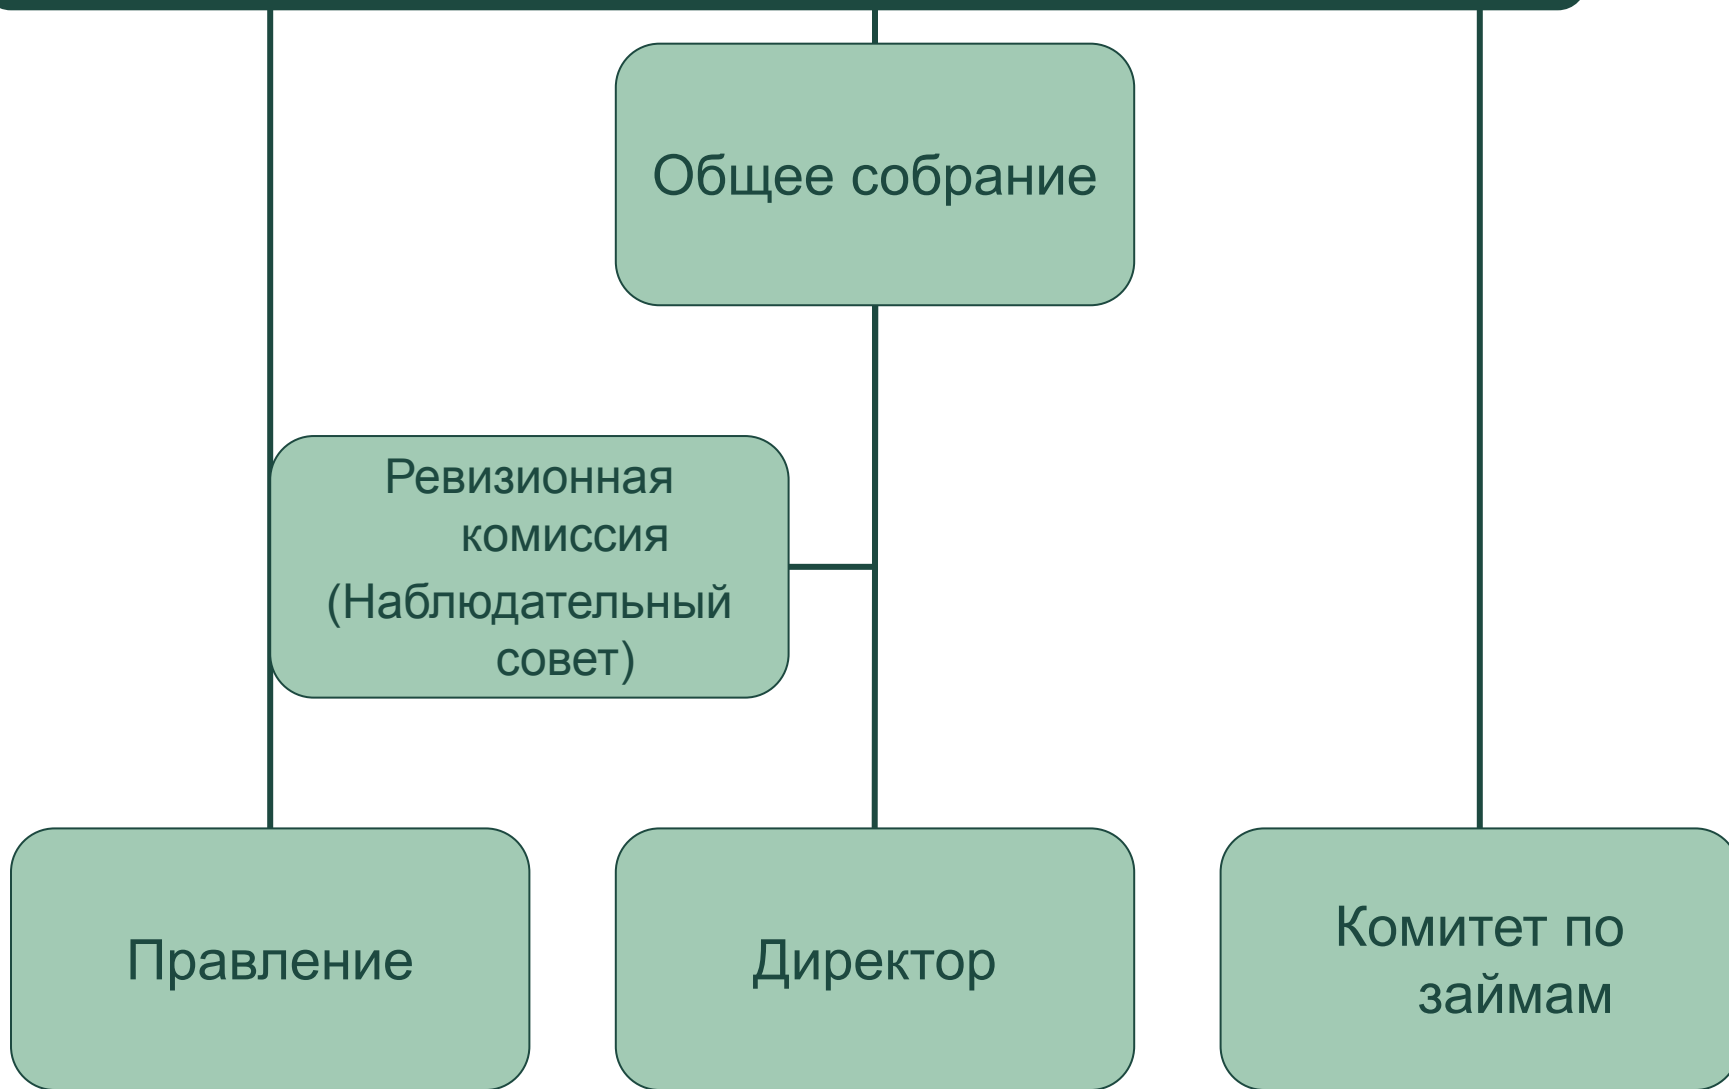 Общее собрание
Ревизионная
комиссия
(Наблюдательный
совет)
Правление
Директор
Комитет по
займам